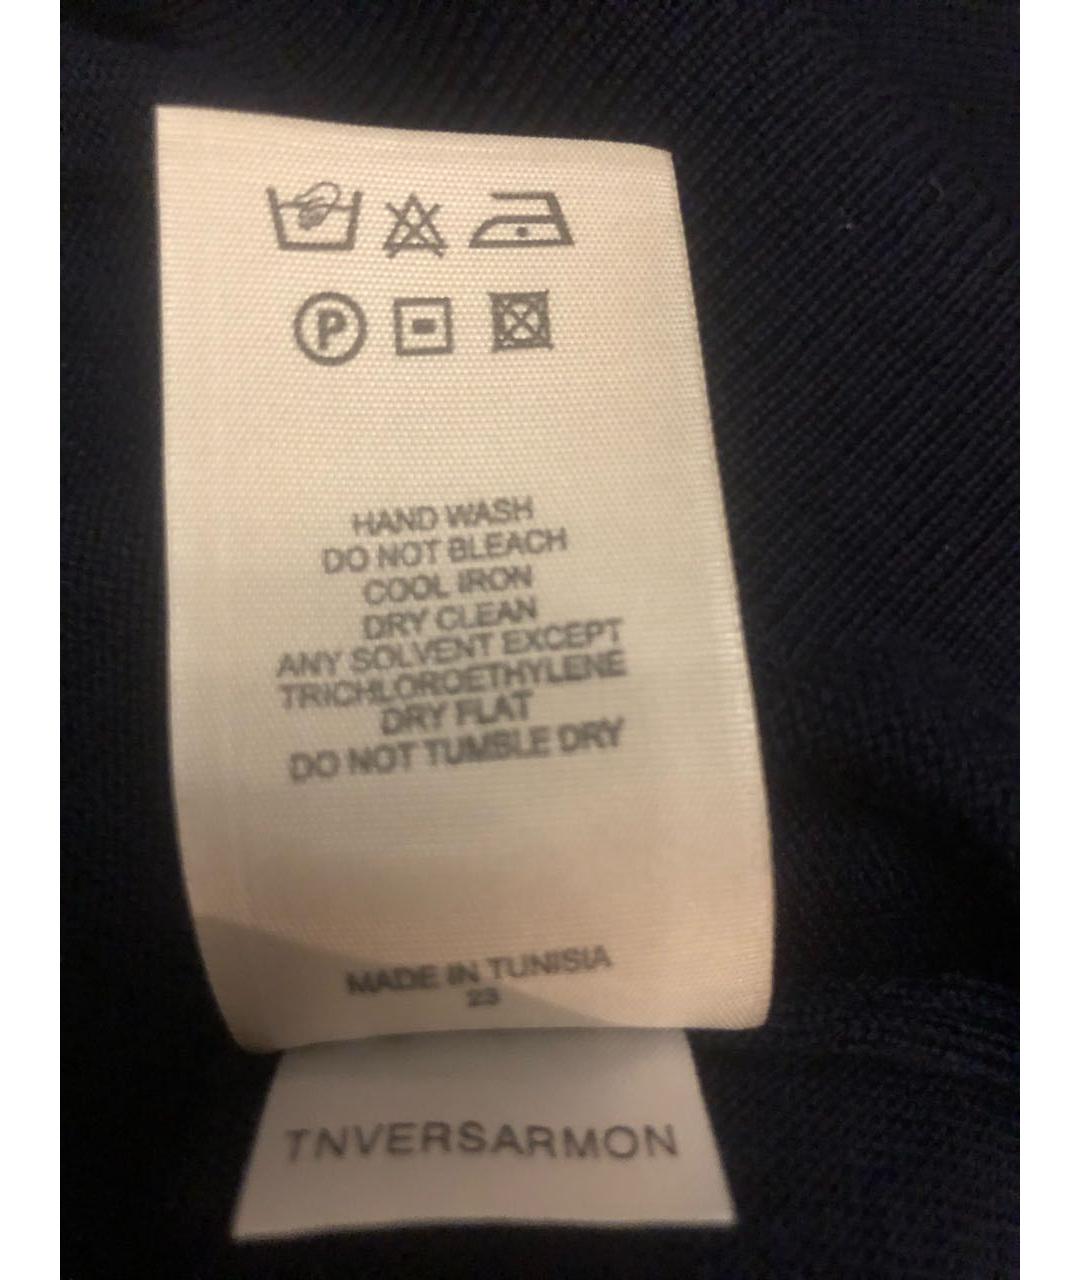 P
HAND WASH
DO NOT BLEACH
COOL IRON
DRY CLEAN
ANY SOLVENT EXCEPT
TRICHLOROETHYLENE
DRY FLAT
DO NOT TUMBLE DRY
MADE IN TUNISIA
23
TNVERSARMON